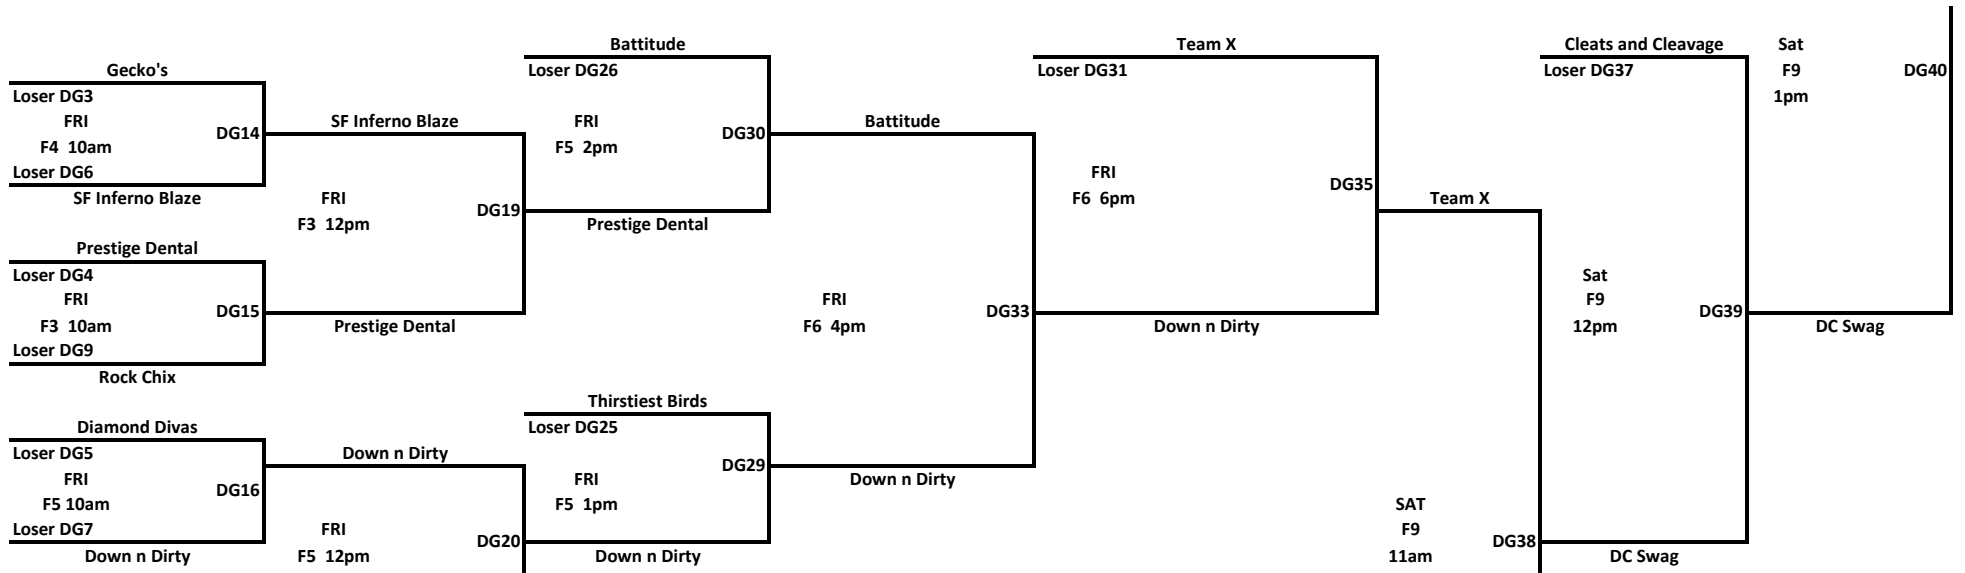 Battitude
Team X
Cleats and Cleavage
Sat
Gecko's
Loser DG26
Loser DG31
Loser DG37
F9
DG40
Loser DG3
1pm
FRI
SF Inferno Blaze
FRI
Battitude
F4 10am
DG14
F5 2pm
DG30
Loser DG6
FRI
SF Inferno Blaze
FRI
F6 6pm
DG35
Team X
F3 12pm
DG19
Prestige Dental
Prestige Dental
Loser DG4
Sat
FRI
FRI
F9
F3 10am
DG15
Prestige Dental
F6 4pm
DG33
Down n Dirty
12pm
DG39
DC Swag
Loser DG9
Rock Chix
Thirstiest Birds
Diamond Divas
Loser DG25
Loser DG5
Down n Dirty
FRI
DG16
FRI
DG29
Down n Dirty
F5 10am
F5 1pm
SAT
Loser DG7
FRI
F9
Down n Dirty
F5 12pm
DG20
Down n Dirty
11am
DG38
DC Swag